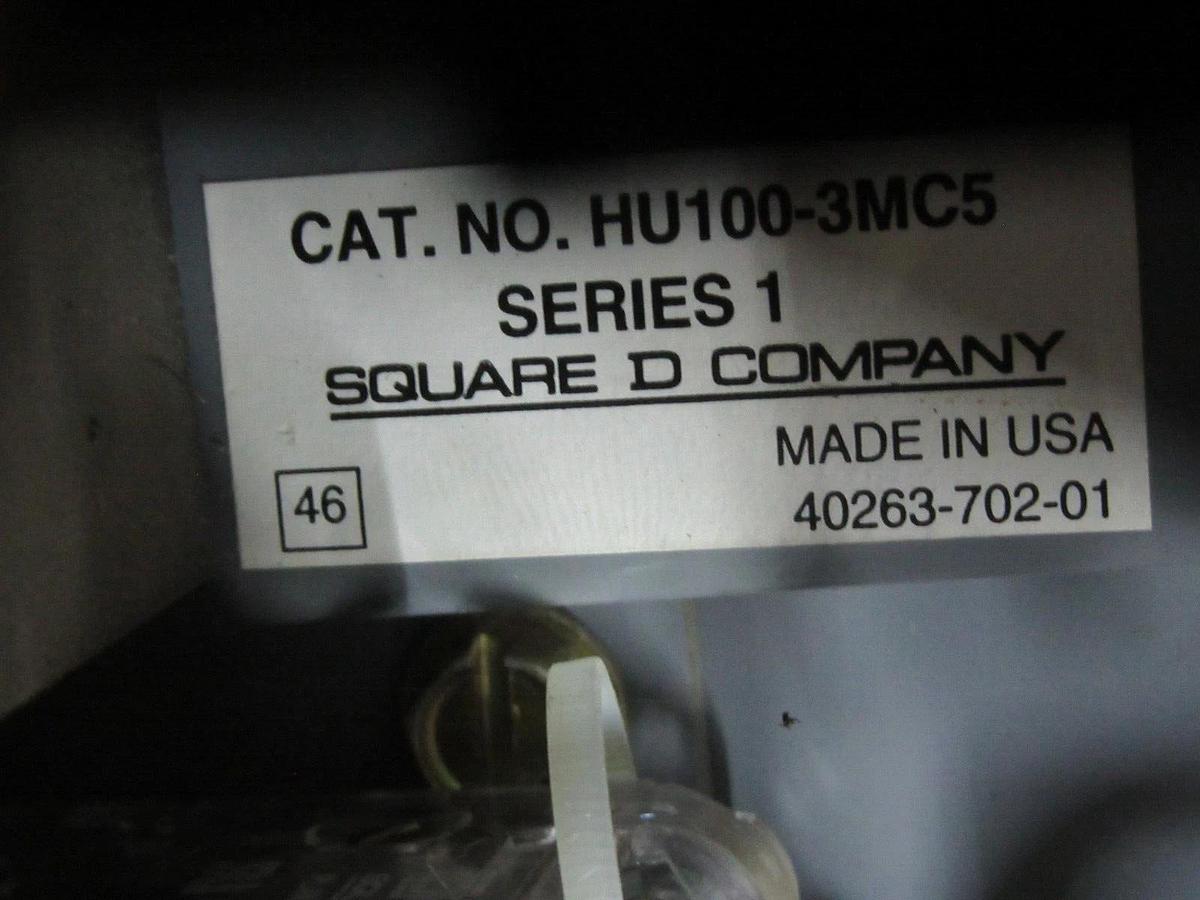 CAT. NO. HU100-3MC5
SERIES 1
SQUARE D COMPANY
MADE IN USA
46
40263-702-01